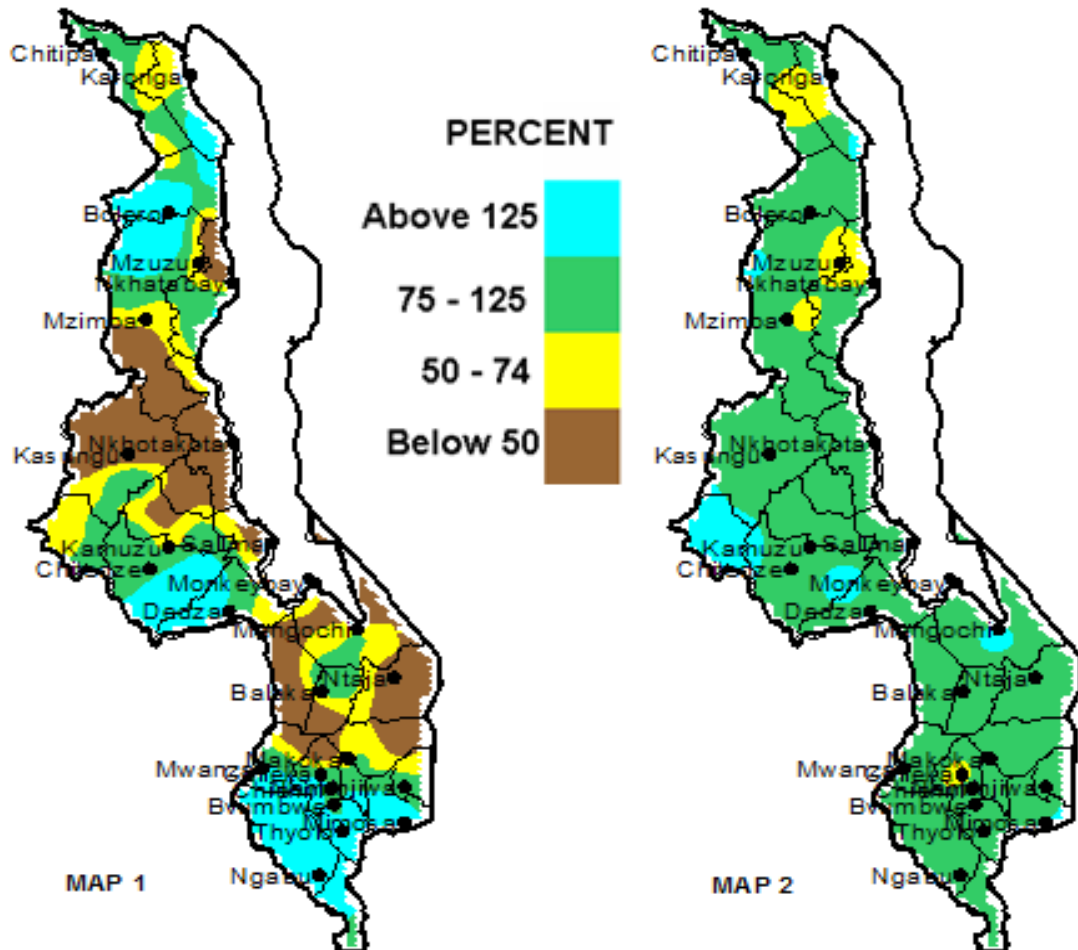 Chitipa
Karonga
Bolero
Mzuzu
Nkhatabay
Mzimba
Nkhotakota
Kasungu
Kamuzu
Salima
Chitedze
Monkeybay
Dedza
Mangochi
Ntaja
Balaka
Makoka
Mwanza
Bvumbwe
Mimosa
Thyolo
Ngabu
MAP 1
PERCENT
Above 125
75 - 125
50 - 74
Below 50
Chitipa
Karonga
Bolero
Mzuzu
Nkhatabay
Mzimba
Nkhotakota
Kasungu
Kamuzu
Salima
Chitedze
Monkeybay
Dedza
Mangochi
Ntaja
Balaka
Makoka
Mwanza
Bvumbwe
Mimosa
Thyolo
Ngabu
MAP 2